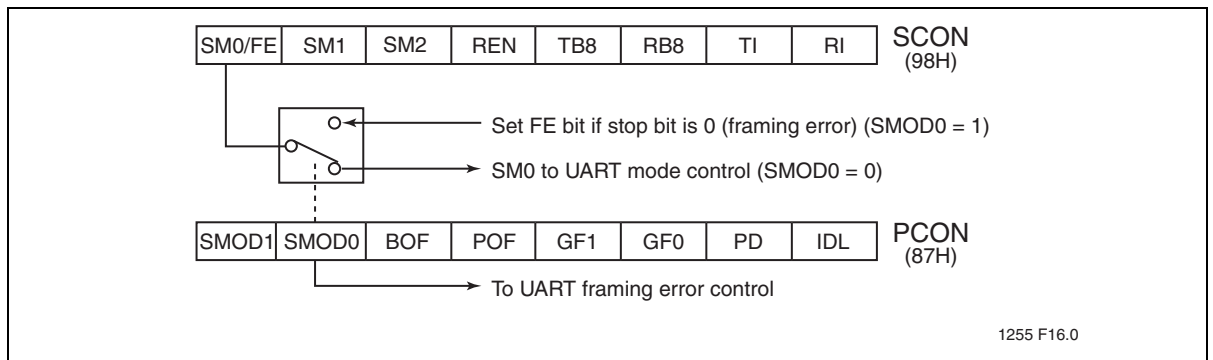 SM0/FE SM1 SM2 REN TB8 RB8 TI RI SCON
(98H)
Set FE bit if stop bit is 0 (framing error) (SMOD0 = 1)
SM0 to UART mode control (SMOD0 = 0)
SMOD1 SMOD0 BOF POF GF1 GF0 PD IDL PCON
(87H)
To UART framing error control
1255 F16.0